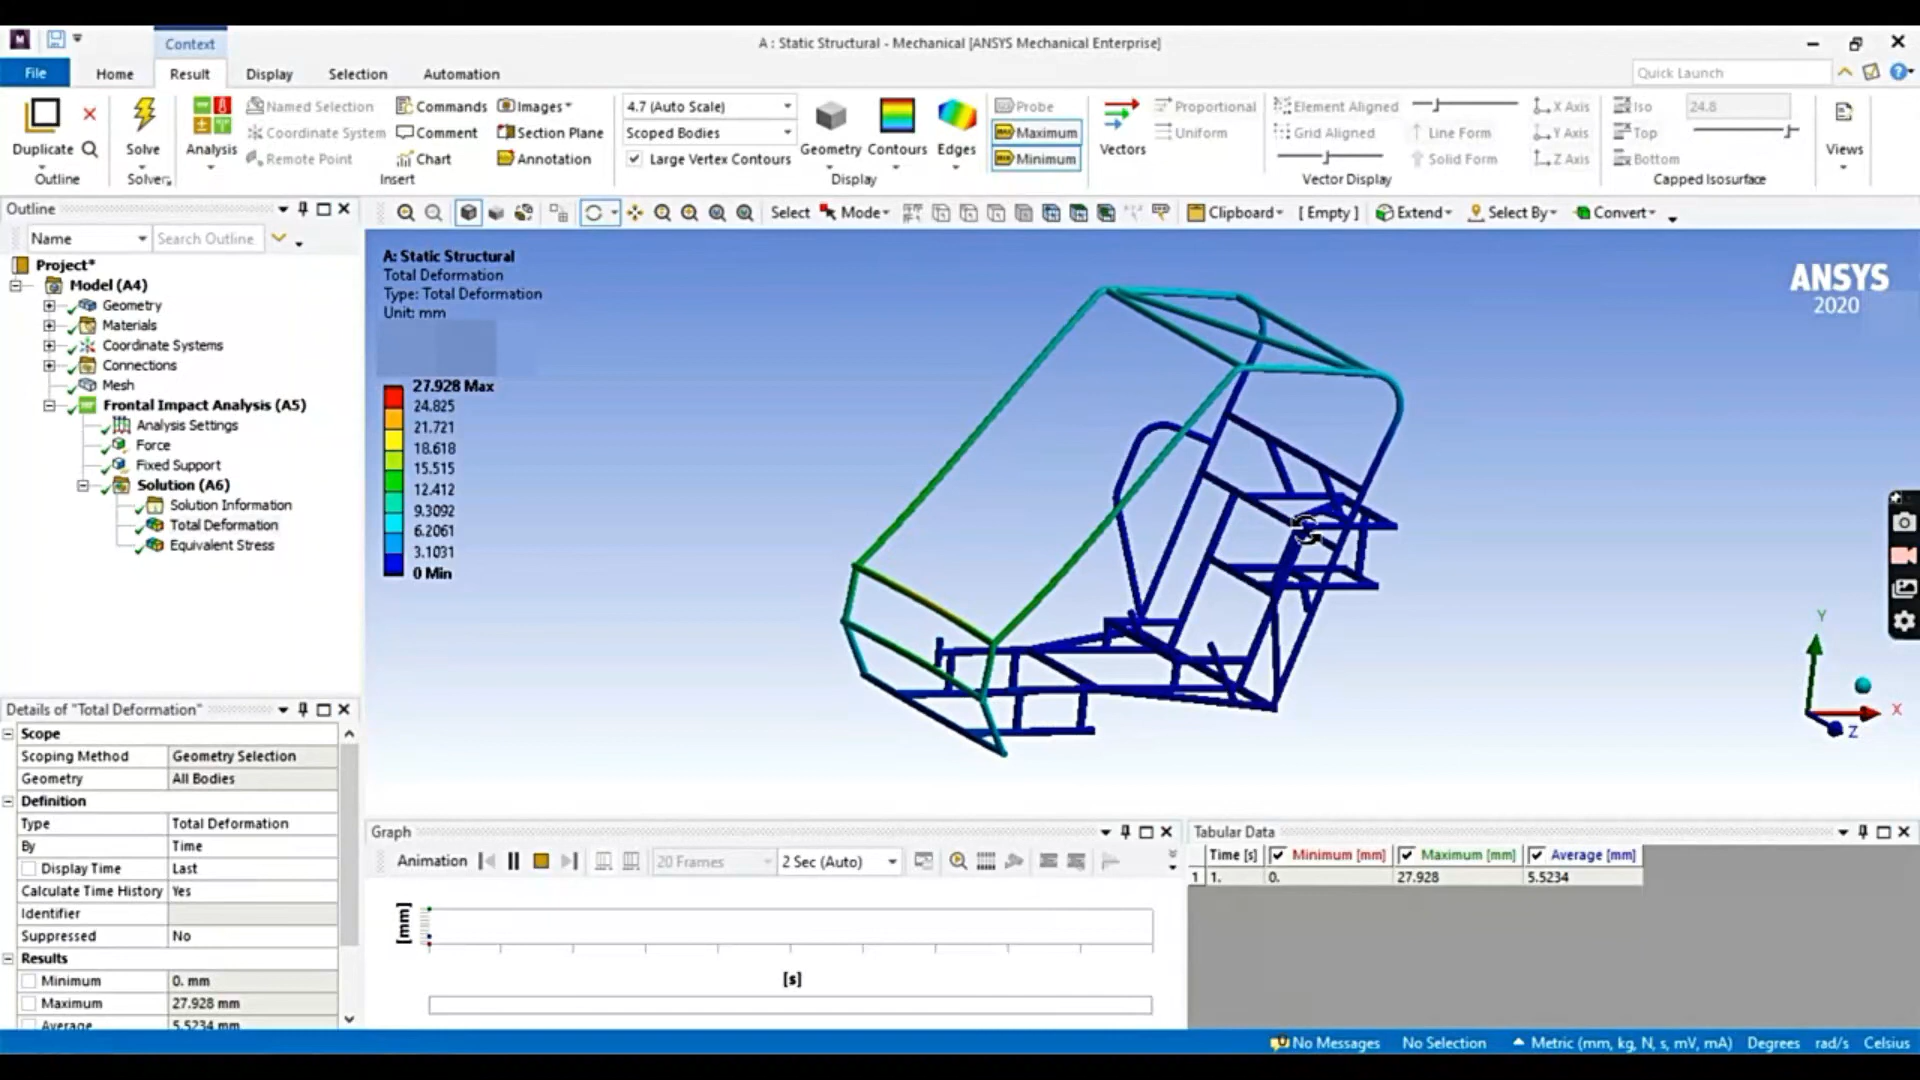 Context
A : Static Structural - Mechanical [ANSYS Mechanical Enterprise]
File Home Result Display Selection Automation
Quick Launch
Duplicate
Outline
Solve
Solver
Analysis
Named Selection
Coordinate System
Remote Point
Commands
Comment
Chart
Images
Section Plane
Annotation
Insert
4.7 (Auto Scale)
Scoped Bodies
Large Vertex Contours
Geometry
Contours
Edges
Display
Probe
Maximum
Minimum
Vectors
Proportional
Uniform
Element Aligned
Grid Aligned
Line Form
Solid Form
X Axis
Y Axis
Z Axis
Vector Display
Iso
Top
Bottom
24.8
Capped Isosurface
Views
Outline
Name
Search Outline
Select Mode Clipboard [ Empty ] Extend Select By Convert
Project*
Model (A4)
Geometry
Materials
Coordinate Systems
Connections
Mesh
Frontal Impact Analysis (A5)
Analysis Settings
Force
Fixed Support
Solution (A6)
Solution Information
Total Deformation
Equivalent Stress
A: Static Structural
Total Deformation
Type: Total Deformation
Unit: mm
27.928 Max
24.825
21.721
18.618
15.515
12.412
9.3092
6.2061
3.1031
0 Min
ANSYS
2020
Y
X
Z
Details of "Total Deformation"
Scope
Scoping Method Geometry Selection
Geometry All Bodies
Definition
Type Total Deformation
By Time
Display Time Last
Calculate Time History Yes
Identifier
Suppressed No
Results
Minimum 0. mm
Maximum 27.928 mm
Average 5.5234 mm
Graph
Animation 20 Frames 2 Sec (Auto)
[mm]
[s]
Tabular Data
Time [s] Minimum [mm] Maximum [mm] Average [mm]
1 1. 0. 27.928 5.5234
No Messages No Selection Metric (mm, kg, N, s, mV, mA) Degrees rad/s Celsius